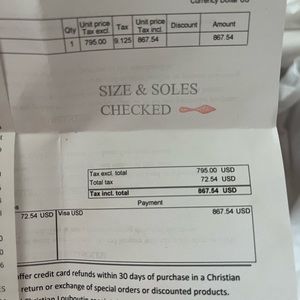 Currency Dollar US
Qty Unit price Tax excl. Tax Unit price Tax incl. Discount Amount
1 795.00 9.125 867.54 867.54
SIZE & SOLES
CHECKED
Tax excl. total 795.00 USD
Total tax 72.54 USD
Tax incl. total 867.54 USD
Payment
72.54 USD Visa USD 867.54 USD
offer credit card refunds within 30 days of purchase in a Christian
return or exchange of special orders or discounted products.
Christian Louboutin